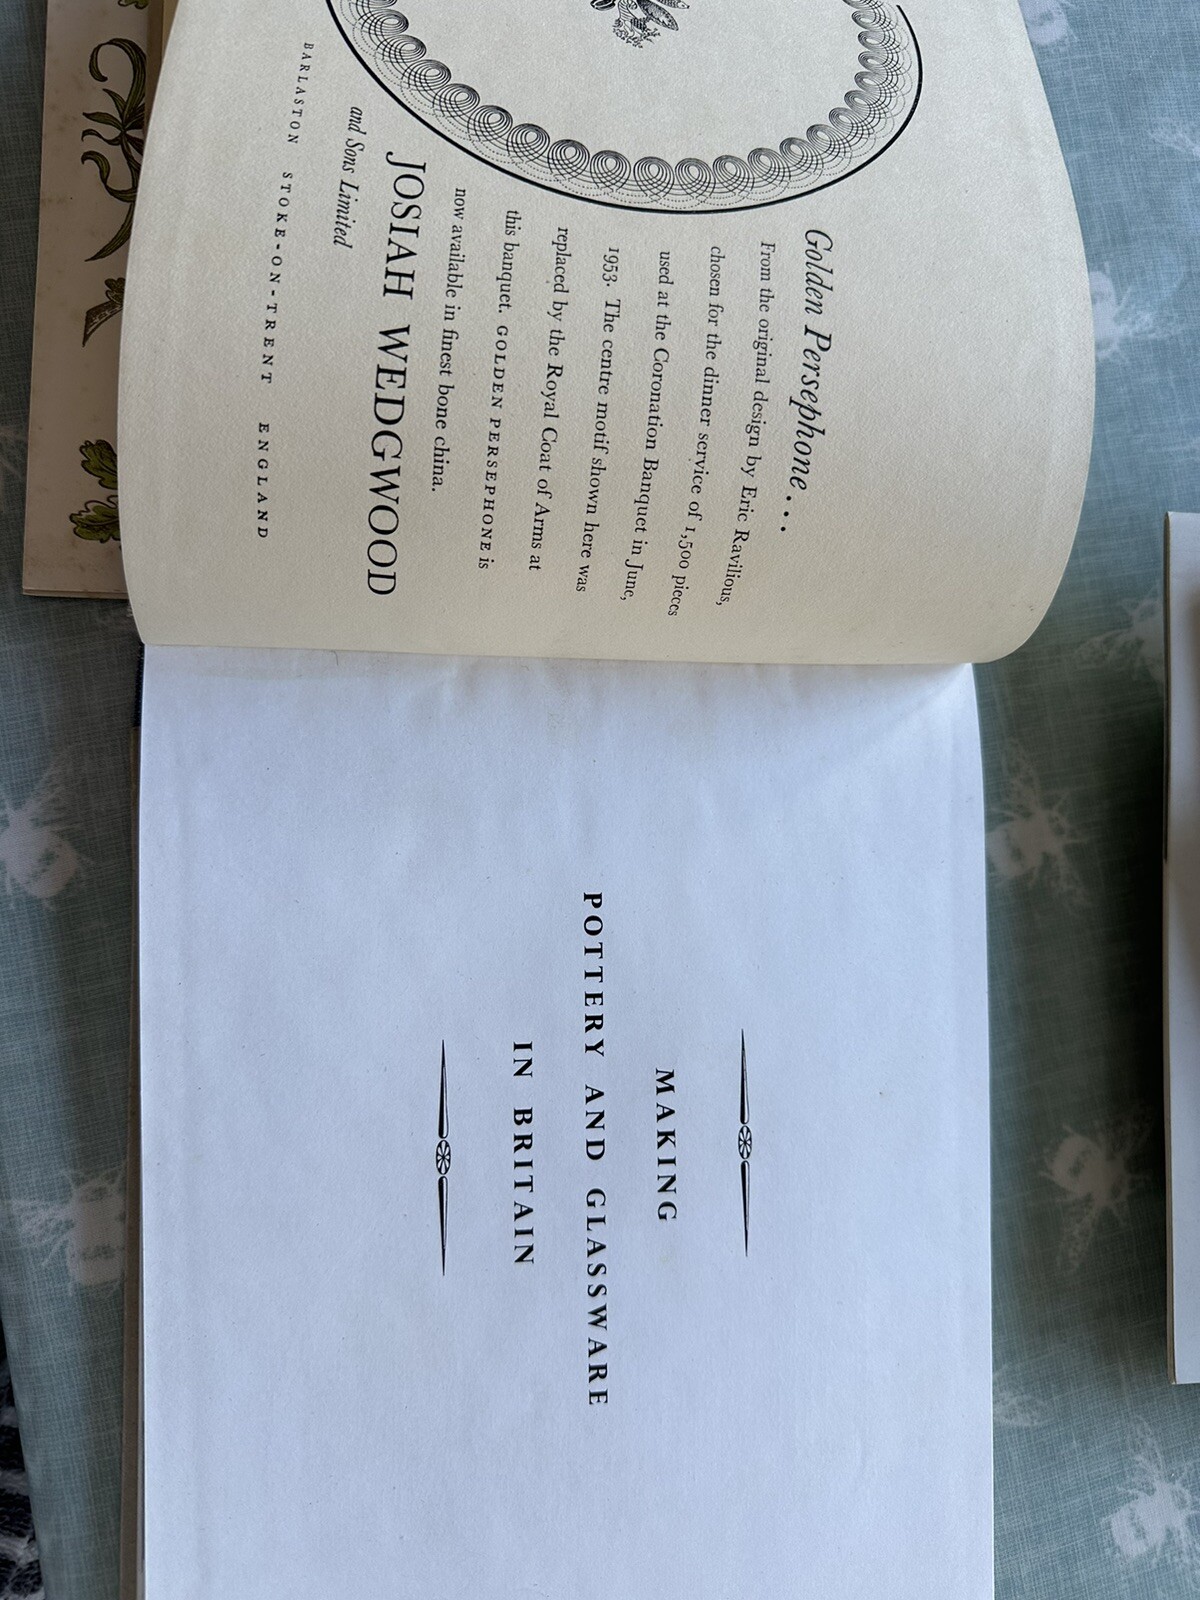 Golden Persephone...
From the original design by Eric Ravilious,
chosen for the dinner service of 1,500 pieces
used at the Coronation Banquet in June,
1953. The centre motif shown here was
replaced by the Royal Coat of Arms at
this banquet. GOLDEN PERSEPHONE is
now available in finest bone china.
JOSIAH WEDGWOOD
and Sons Limited
BARLASTON STOKE-ON-TRENT ENGLAND
MAKING
POTTERY AND GLASSWARE
IN BRITAIN